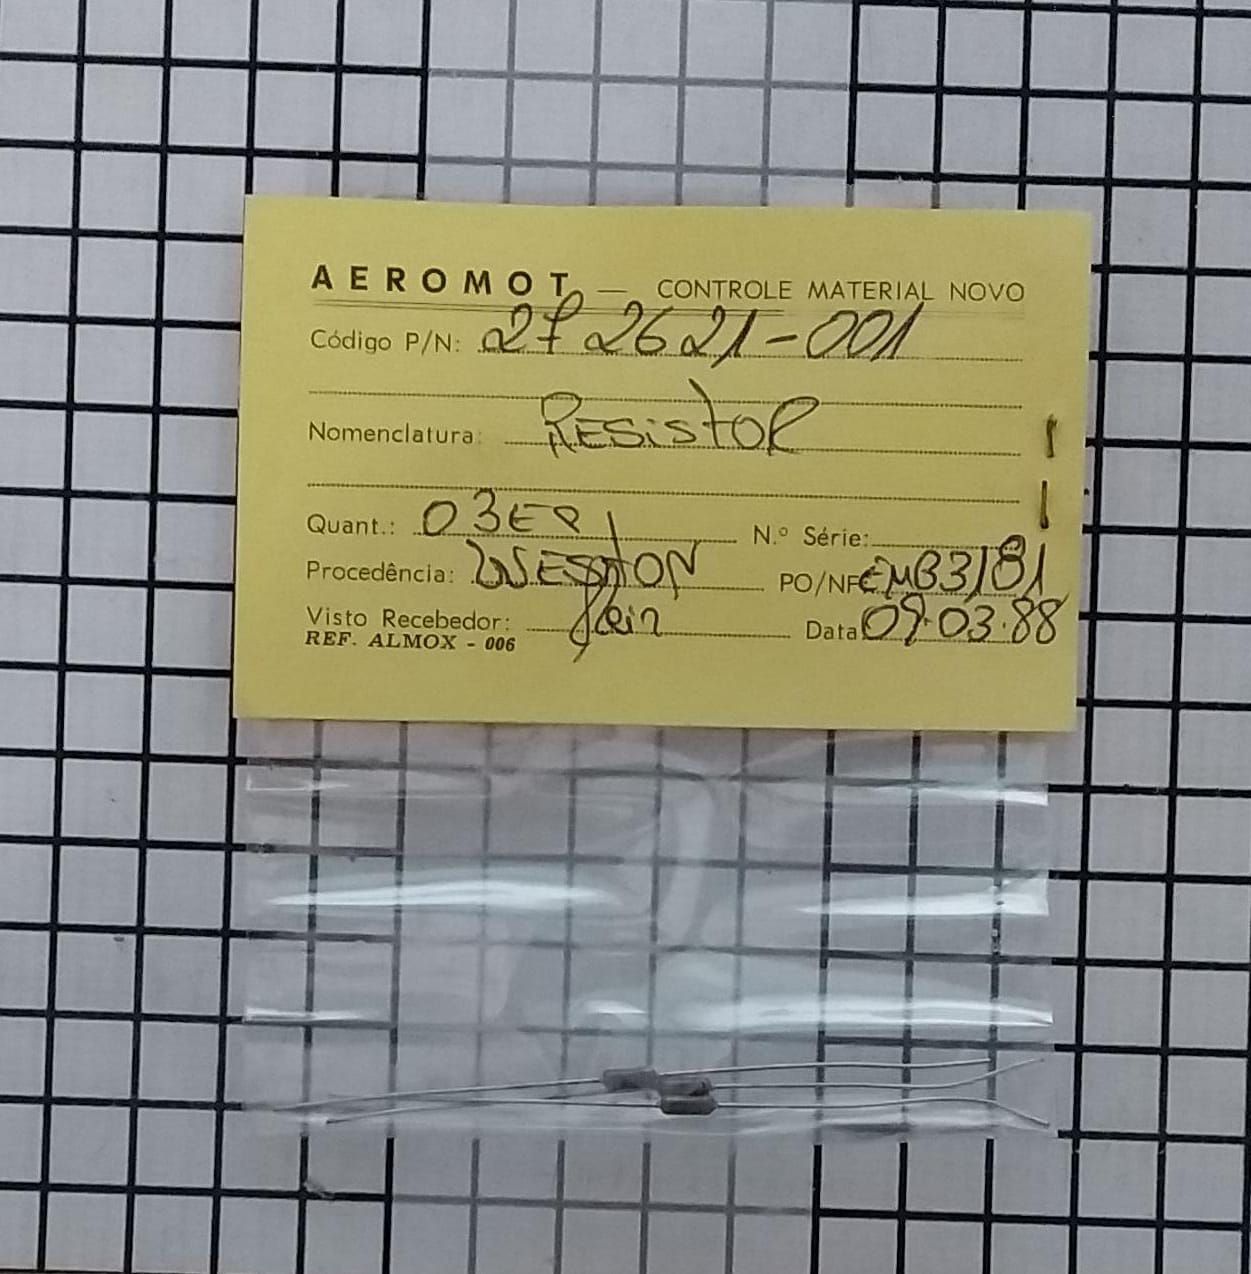 AEROMOT — CONTROLE MATERIAL NOVO
Código P/N: 272621-001
Nomenclatura: RESISTOR
Quant.: 03 N.º Série:
Procedência: WESTON PO/NF EMB3181
Visto Recebedor: Data 09.03.88
REF. ALMOX - 006